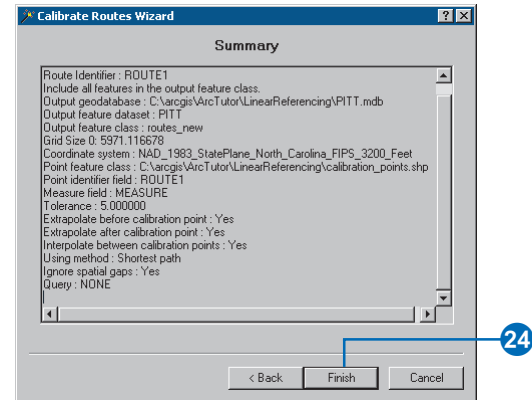 Calibrate Routes Wizard
Summary
Route Identifier : ROUTE1
Include all features in the output feature class.
Output geodatabase : C:\arcgis\ArcTutor\LinearReferencing\PITT.mdb
Output feature dataset : PITT
Output feature class : routes_new
Grid Size 0: 5971.116678
Coordinate system : NAD_1983_StatePlane_North_Carolina_FIPS_3200_Feet
Point feature class : C:\arcgis\ArcTutor\LinearReferencing\calibration_points.shp
Point identifier field : ROUTE1
Measure field : MEASURE
Tolerance : 5.000000
Extrapolate before calibration point : Yes
Extrapolate after calibration point : Yes
Interpolate between calibration points : Yes
Using method : Shortest path
Ignore spatial gaps : Yes
Query : NONE
24
< Back Finish Cancel